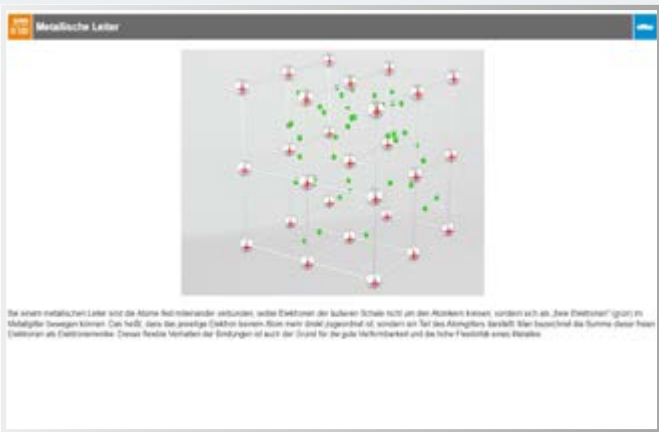 Metallische Leiter
Bei einem metallischen Leiter sind die Atome fest miteinander verbunden, wobei Elektronen der äußeren Schale nicht um den Atomkern kreisen, sondern sich als „freie Elektronen" (grün) im
Metallgitter bewegen können. Das heißt, dass das jeweilige Elektron keinem Atom mehr direkt zugeordnet ist, sondern ein Teil des Atomgitters darstellt. Man bezeichnet die Summe dieser freien
Elektronen als Elektronenwolke. Dieses flexible Verhalten der Bindungen ist auch der Grund für die gute Verformbarkeit und die hohe Flexibilität eines Metalles.